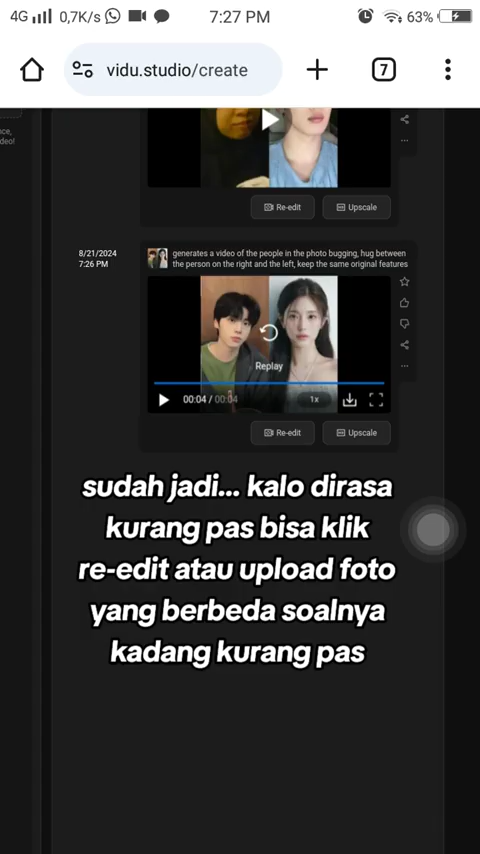 4G 0,7K/s 7:27 PM 63%
vidu.studio/create 7
nce,
deo!
Re-edit Upscale
8/21/2024
7:26 PM
generates a video of the people in the photo bugging, hug between
the person on the right and the left, keep the same original features
Replay
00:04 / 00:04 1x
Re-edit Upscale
sudah jadi... kalo dirasa
kurang pas bisa klik
re-edit atau upload foto
yang berbeda soalnya
kadang kurang pas